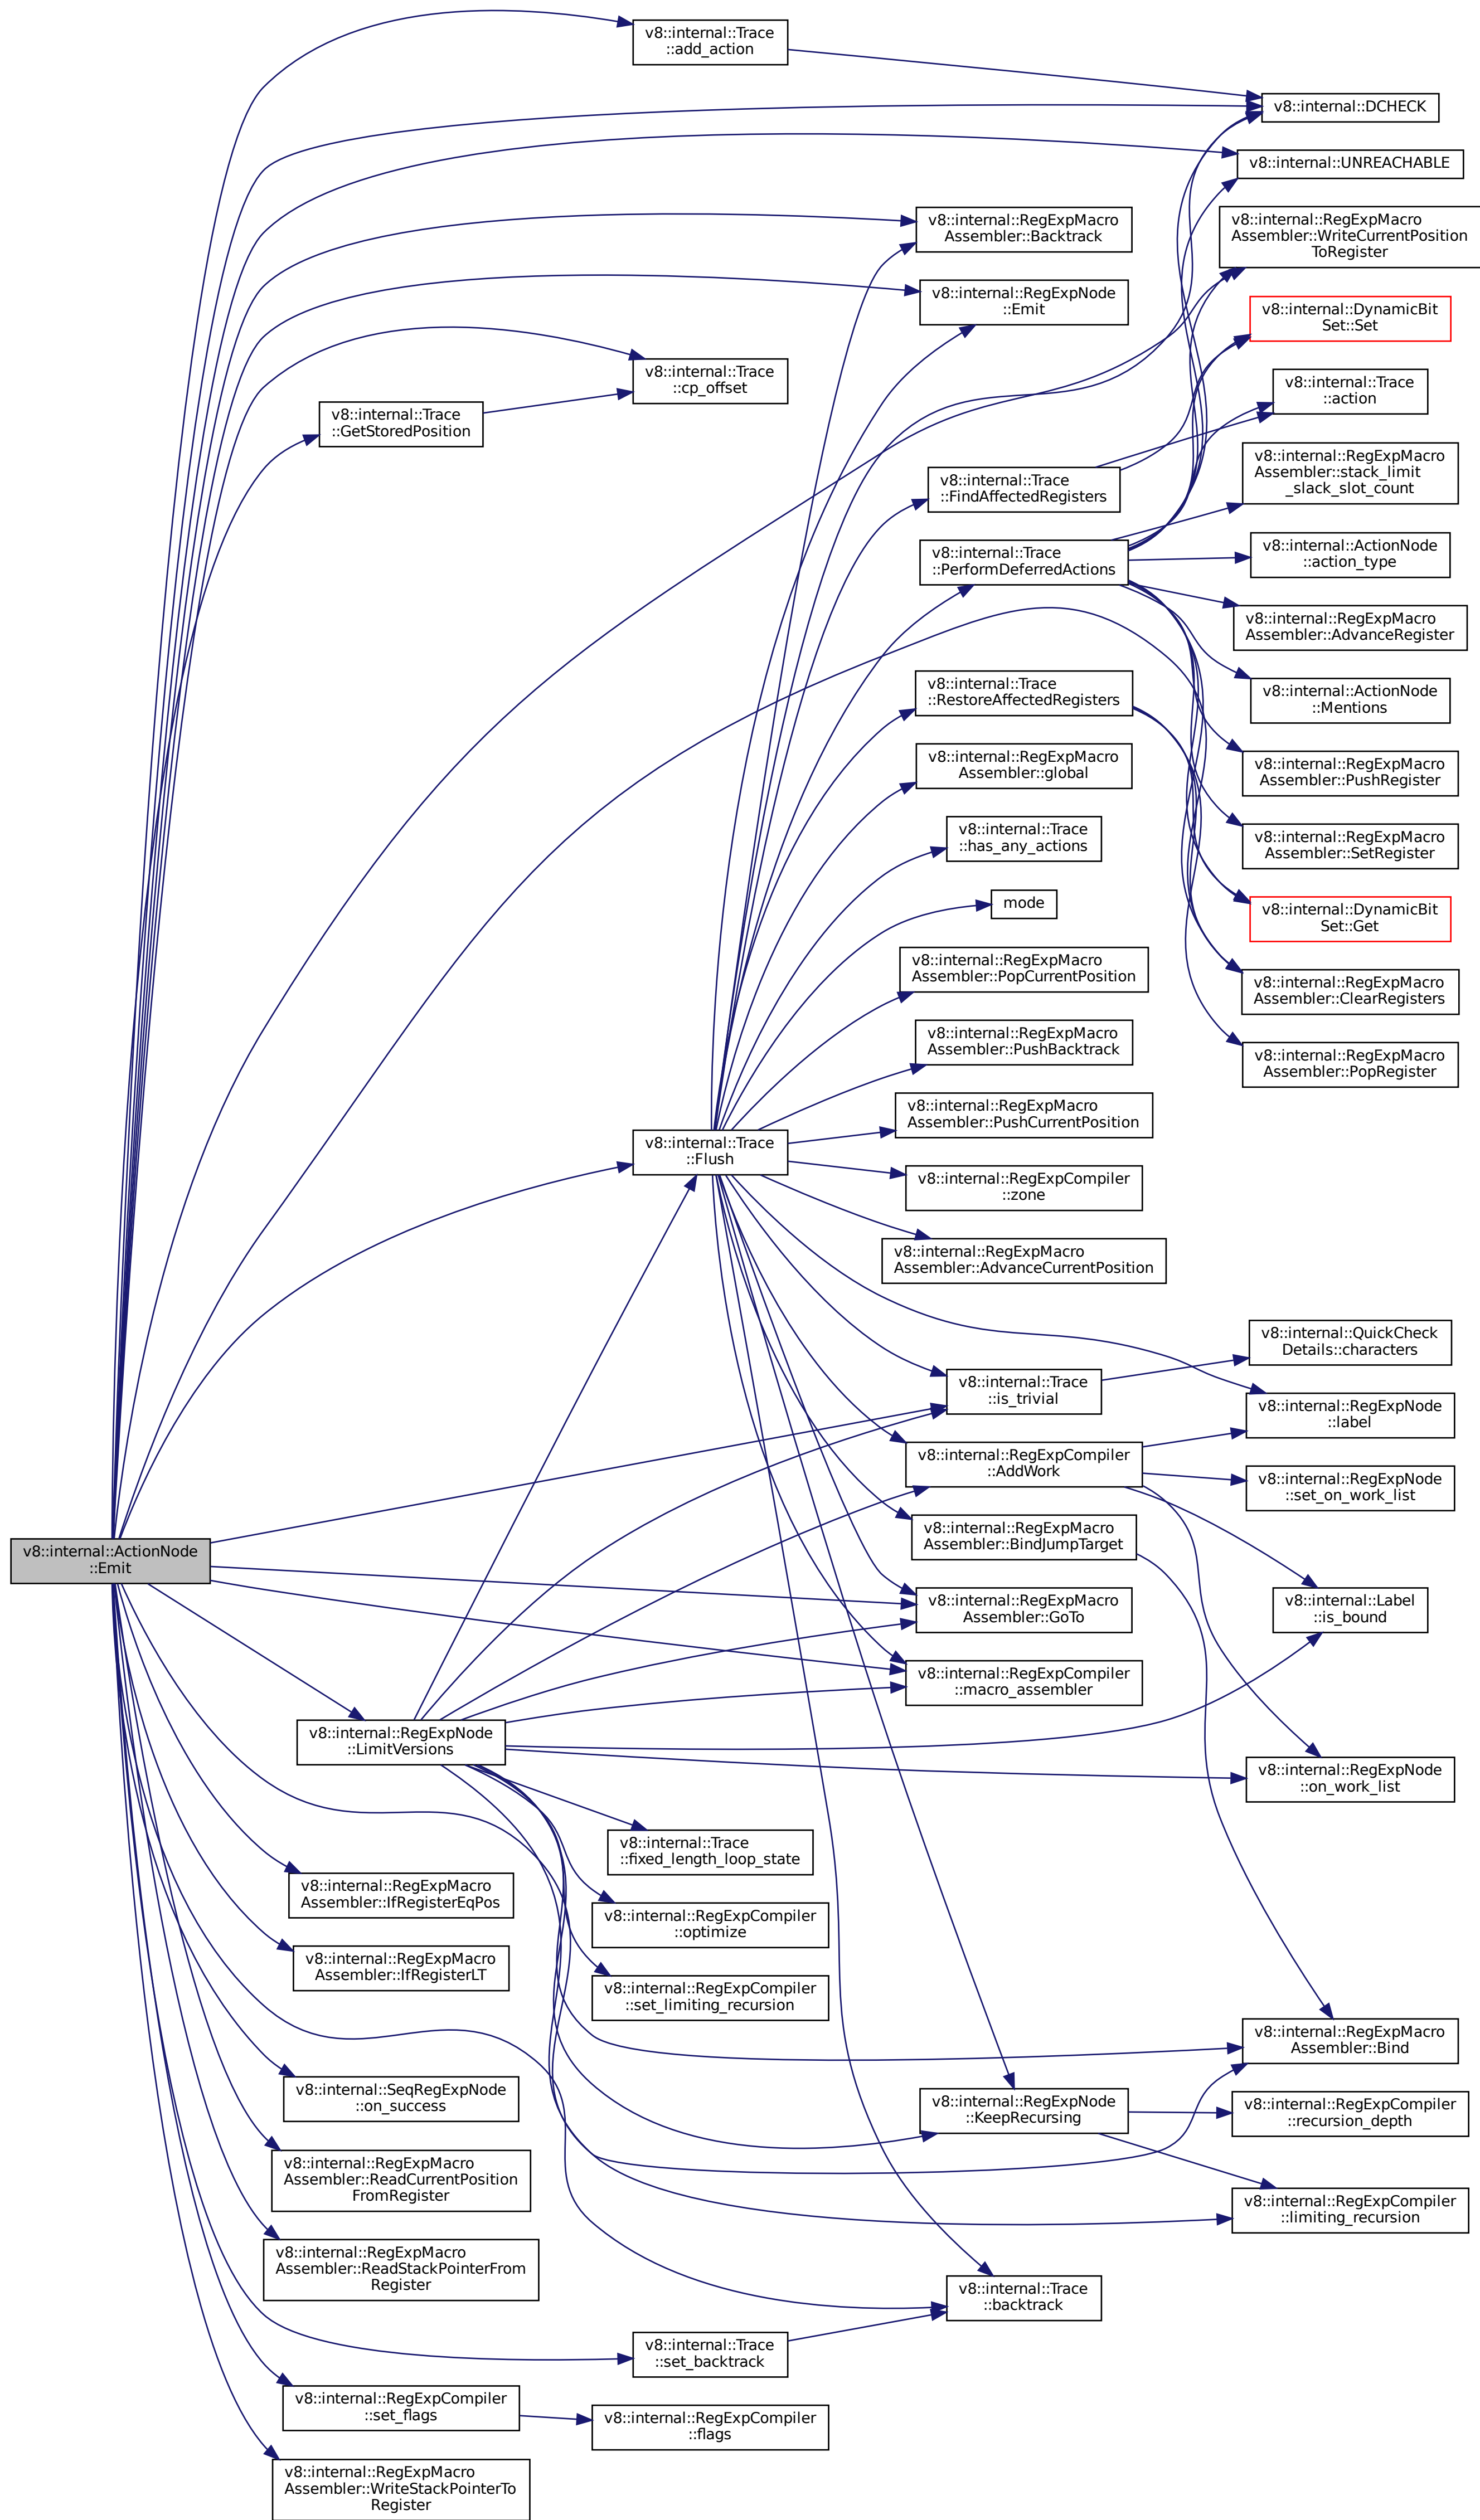 v8::internal::Trace
::add_action
v8::internal::DCHECK
v8::internal::UNREACHABLE
v8::internal::RegExpMacro
Assembler::Backtrack
v8::internal::RegExpMacro
Assembler::WriteCurrentPosition
ToRegister
v8::internal::RegExpNode
::Emit
v8::internal::DynamicBit
Set::Set
v8::internal::Trace
::cp_offset
v8::internal::Trace
::action
v8::internal::Trace
::GetStoredPosition
v8::internal::RegExpMacro
Assembler::stack_limit
_slack_slot_count
v8::internal::Trace
::FindAffectedRegisters
v8::internal::Trace
::PerformDeferredActions
v8::internal::ActionNode
::action_type
v8::internal::RegExpMacro
Assembler::AdvanceRegister
v8::internal::Trace
::RestoreAffectedRegisters
v8::internal::ActionNode
::Mentions
v8::internal::RegExpMacro
Assembler::global
v8::internal::RegExpMacro
Assembler::PushRegister
v8::internal::Trace
::has_any_actions
v8::internal::RegExpMacro
Assembler::SetRegister
mode
v8::internal::DynamicBit
Set::Get
v8::internal::RegExpMacro
Assembler::PopCurrentPosition
v8::internal::RegExpMacro
Assembler::ClearRegisters
v8::internal::RegExpMacro
Assembler::PushBacktrack
v8::internal::RegExpMacro
Assembler::PopRegister
v8::internal::RegExpMacro
Assembler::PushCurrentPosition
v8::internal::Trace
::Flush
v8::internal::RegExpCompiler
::zone
v8::internal::RegExpMacro
Assembler::AdvanceCurrentPosition
v8::internal::QuickCheck
Details::characters
v8::internal::Trace
::is_trivial
v8::internal::RegExpNode
::label
v8::internal::RegExpCompiler
::AddWork
v8::internal::RegExpNode
::set_on_work_list
v8::internal::RegExpMacro
Assembler::BindJumpTarget
v8::internal::ActionNode
::Emit
v8::internal::RegExpMacro
Assembler::GoTo
v8::internal::Label
::is_bound
v8::internal::RegExpCompiler
::macro_assembler
v8::internal::RegExpNode
::LimitVersions
v8::internal::RegExpNode
::on_work_list
v8::internal::Trace
::fixed_length_loop_state
v8::internal::RegExpMacro
Assembler::IfRegisterEqPos
v8::internal::RegExpCompiler
::optimize
v8::internal::RegExpMacro
Assembler::IfRegisterLT
v8::internal::RegExpCompiler
::set_limiting_recursion
v8::internal::RegExpMacro
Assembler::Bind
v8::internal::SeqRegExpNode
::on_success
v8::internal::RegExpNode
::KeepRecursing
v8::internal::RegExpCompiler
::recursion_depth
v8::internal::RegExpMacro
Assembler::ReadCurrentPosition
FromRegister
v8::internal::RegExpCompiler
::limiting_recursion
v8::internal::RegExpMacro
Assembler::ReadStackPointerFrom
Register
v8::internal::Trace
::backtrack
v8::internal::Trace
::set_backtrack
v8::internal::RegExpCompiler
::set_flags
v8::internal::RegExpCompiler
::flags
v8::internal::RegExpMacro
Assembler::WriteStackPointerTo
Register